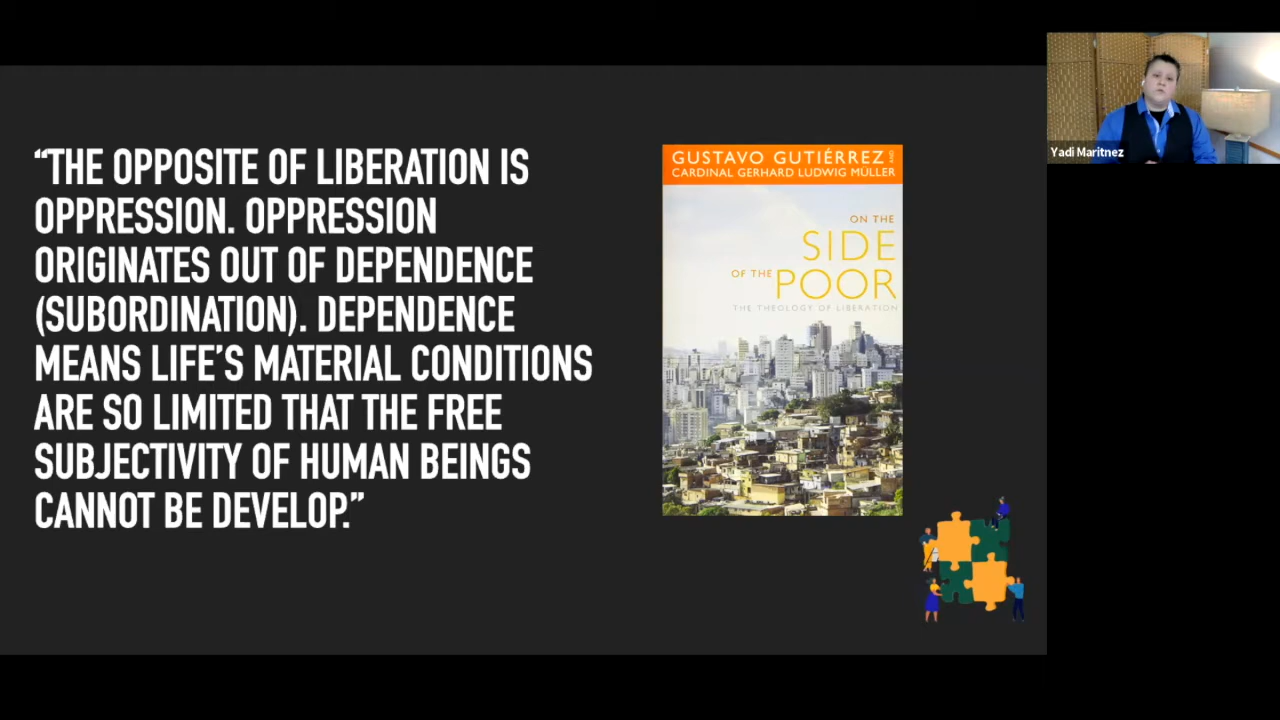 “THE OPPOSITE OF LIBERATION IS
OPPRESSION. OPPRESSION
ORIGINATES OUT OF DEPENDENCE
(SUBORDINATION). DEPENDENCE
MEANS LIFE’S MATERIAL CONDITIONS
ARE SO LIMITED THAT THE FREE
SUBJECTIVITY OF HUMAN BEINGS
CANNOT BE DEVELOP.”
GUSTAVO GUTIÉRREZ AND
CARDINAL GERHARD LUDWIG MÜLLER
ON THE
SIDE
OF THE POOR
THE THEOLOGY OF LIBERATION
Yadi Maritnez